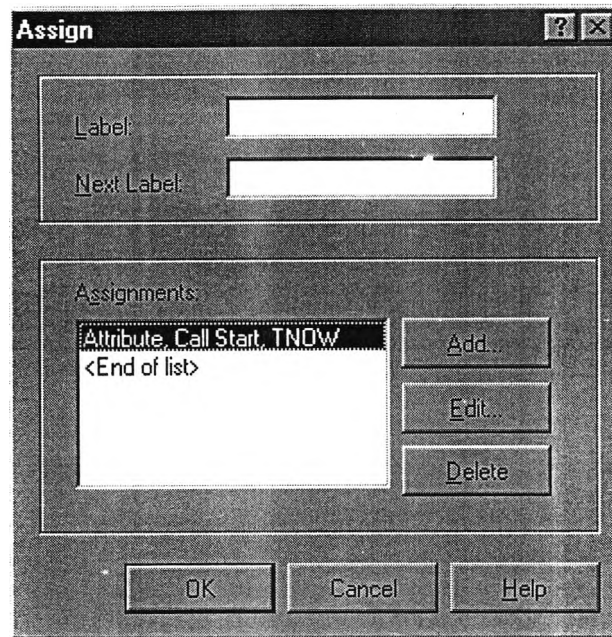 Assign
Label:
Next Label:
Assignments:
Attribute, Call Start, TNOW
<End of list>
Add...
Edit...
Delete
OK
Cancel
Help